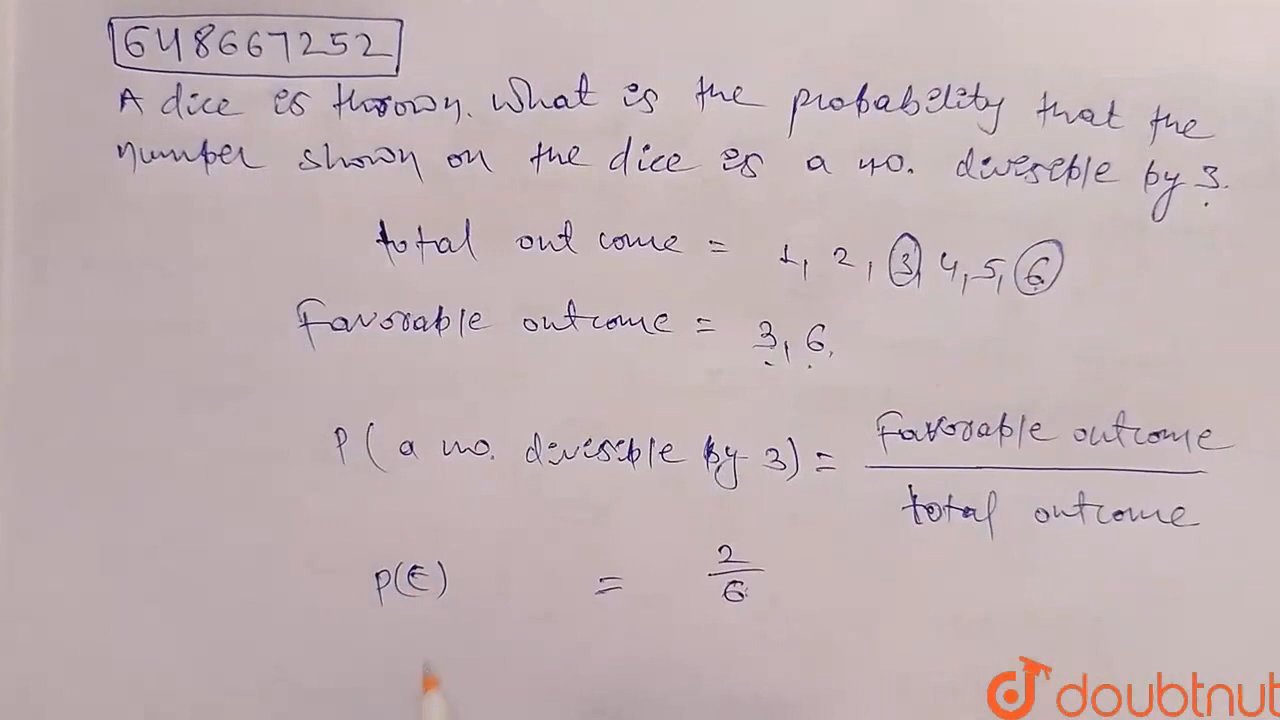 648667252
A dice is thrown. What is the probability that the
number shown on the dice is a no. divisible by 3.
total out come = 1, 2, 3, 4, 5, 6
Favorable outcome = 3, 6.
P( a no. divisible by 3) = Favorable outcome
total outcome
P(E) = 2
6
doubtnut